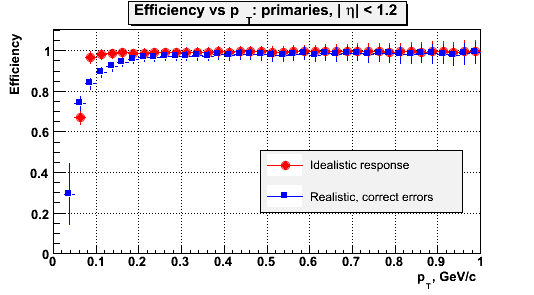 Efficiency vs p T: primaries, | η| < 1.2
Efficiency
1
0.8
0.6
0.4
0.2
0
Idealistic response
Realistic, correct errors
0 0.1 0.2 0.3 0.4 0.5 0.6 0.7 0.8 0.9 1
p T, GeV/c